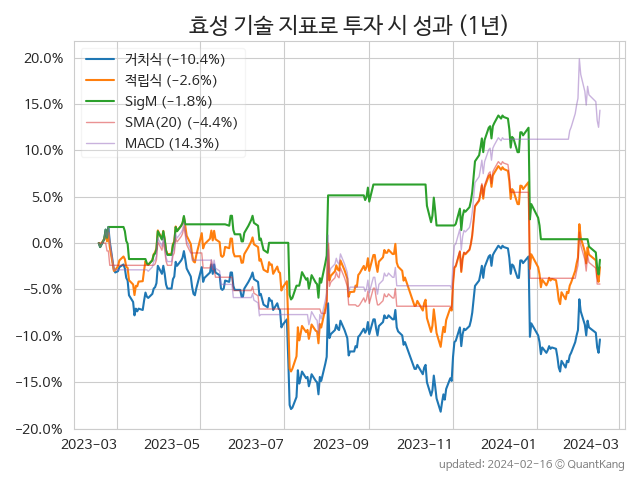 효성 기술 지표로 투자 시 성과 (1년)
20.0%
15.0%
10.0%
5.0%
0.0%
−5.0%
−10.0%
−15.0%
−20.0%
거치식 (−10.4%)
적립식 (−2.6%)
SigM (−1.8%)
SMA(20) (−4.4%)
MACD (14.3%)
2023-03 2023-05 2023-07 2023-09 2023-11 2024-01 2024-03
updated: 2024-02-16 © QuantKang